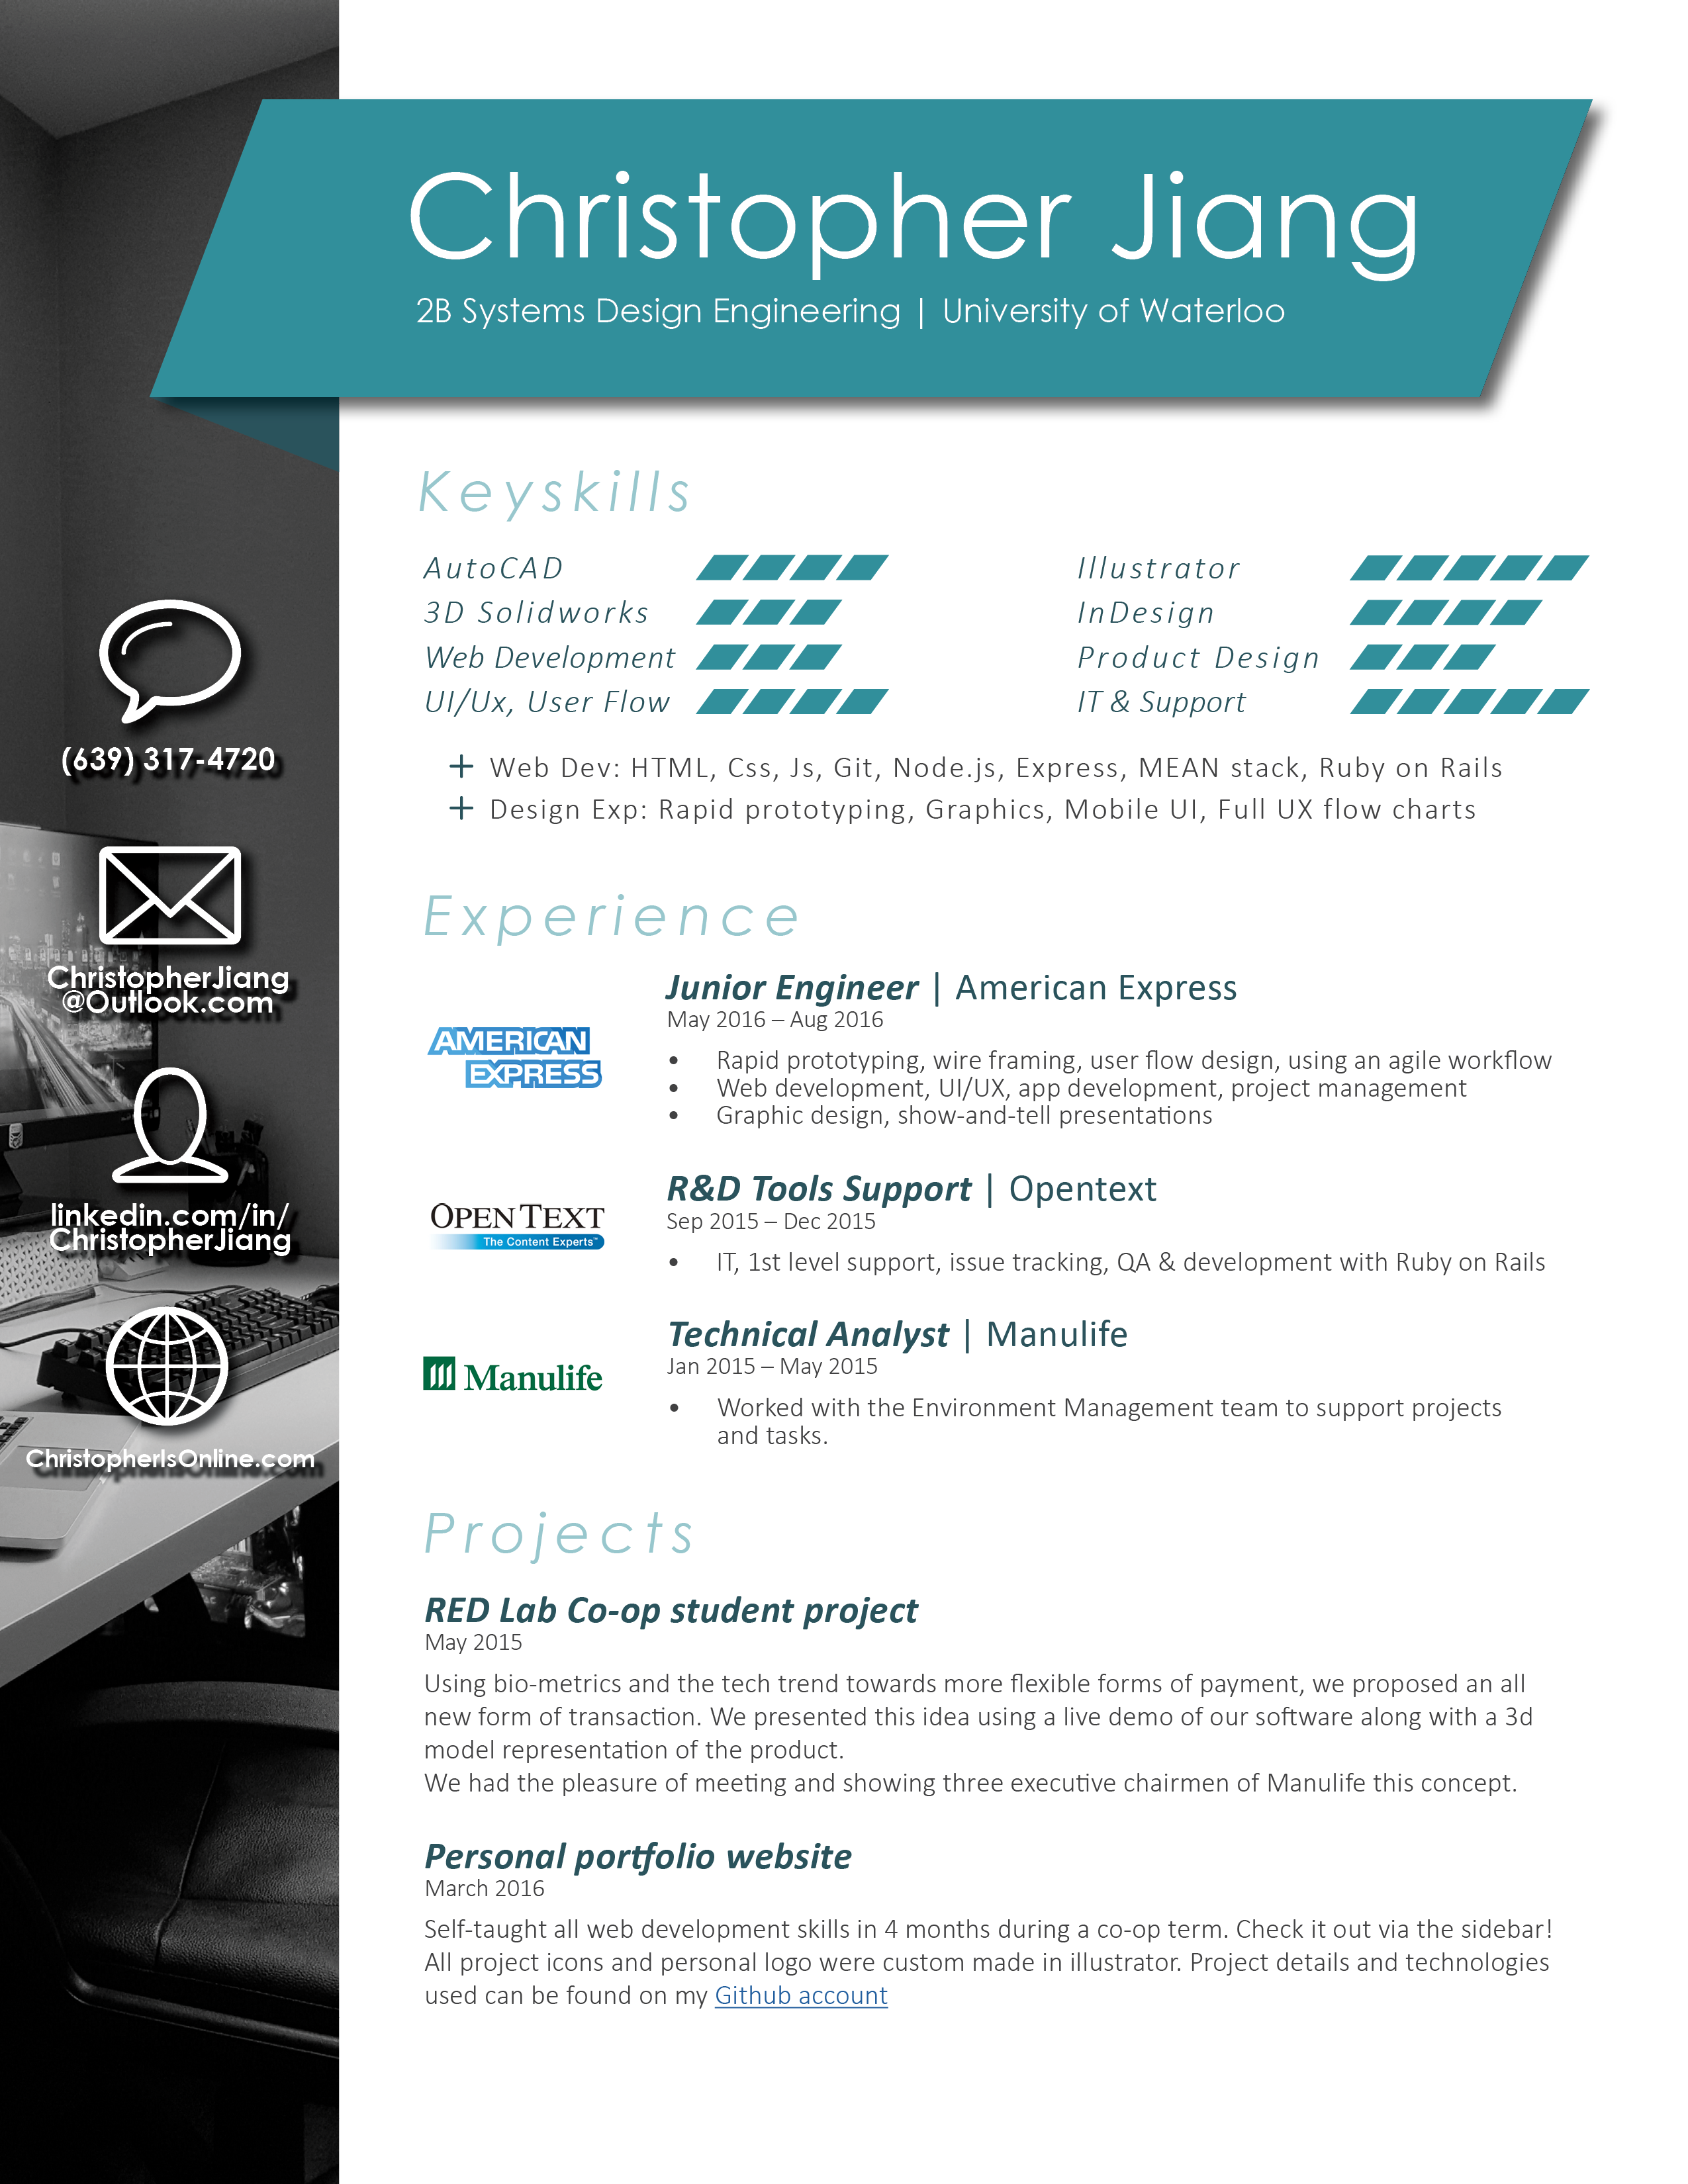 Christopher Jiang
2B Systems Design Engineering | University of Waterloo
(639) 317-4720
ChristopherJiang
@Outlook.com
linkedin.com/in/
ChristopherJiang
ChristopherIsOnline.com
Keyskills
AutoCAD
3D Solidworks
Web Development
UI/Ux, User Flow
Illustrator
InDesign
Product Design
IT & Support
+ Web Dev: HTML, Css, Js, Git, Node.js, Express, MEAN stack, Ruby on Rails
+ Design Exp: Rapid prototyping, Graphics, Mobile UI, Full UX flow charts
Experience
AMERICAN
EXPRESS
Junior Engineer | American Express
May 2016 – Aug 2016
• Rapid prototyping, wire framing, user flow design, using an agile workflow
• Web development, UI/UX, app development, project management
• Graphic design, show-and-tell presentations
OPEN TEXT
The Content Experts™
R&D Tools Support | Opentext
Sep 2015 – Dec 2015
• IT, 1st level support, issue tracking, QA & development with Ruby on Rails
Manulife
Technical Analyst | Manulife
Jan 2015 – May 2015
• Worked with the Environment Management team to support projects
and tasks.
Projects
RED Lab Co-op student project
May 2015
Using bio-metrics and the tech trend towards more flexible forms of payment, we proposed an all
new form of transaction. We presented this idea using a live demo of our software along with a 3d
model representation of the product.
We had the pleasure of meeting and showing three executive chairmen of Manulife this concept.
Personal portfolio website
March 2016
Self-taught all web development skills in 4 months during a co-op term. Check it out via the sidebar!
All project icons and personal logo were custom made in illustrator. Project details and technologies
used can be found on my Github account